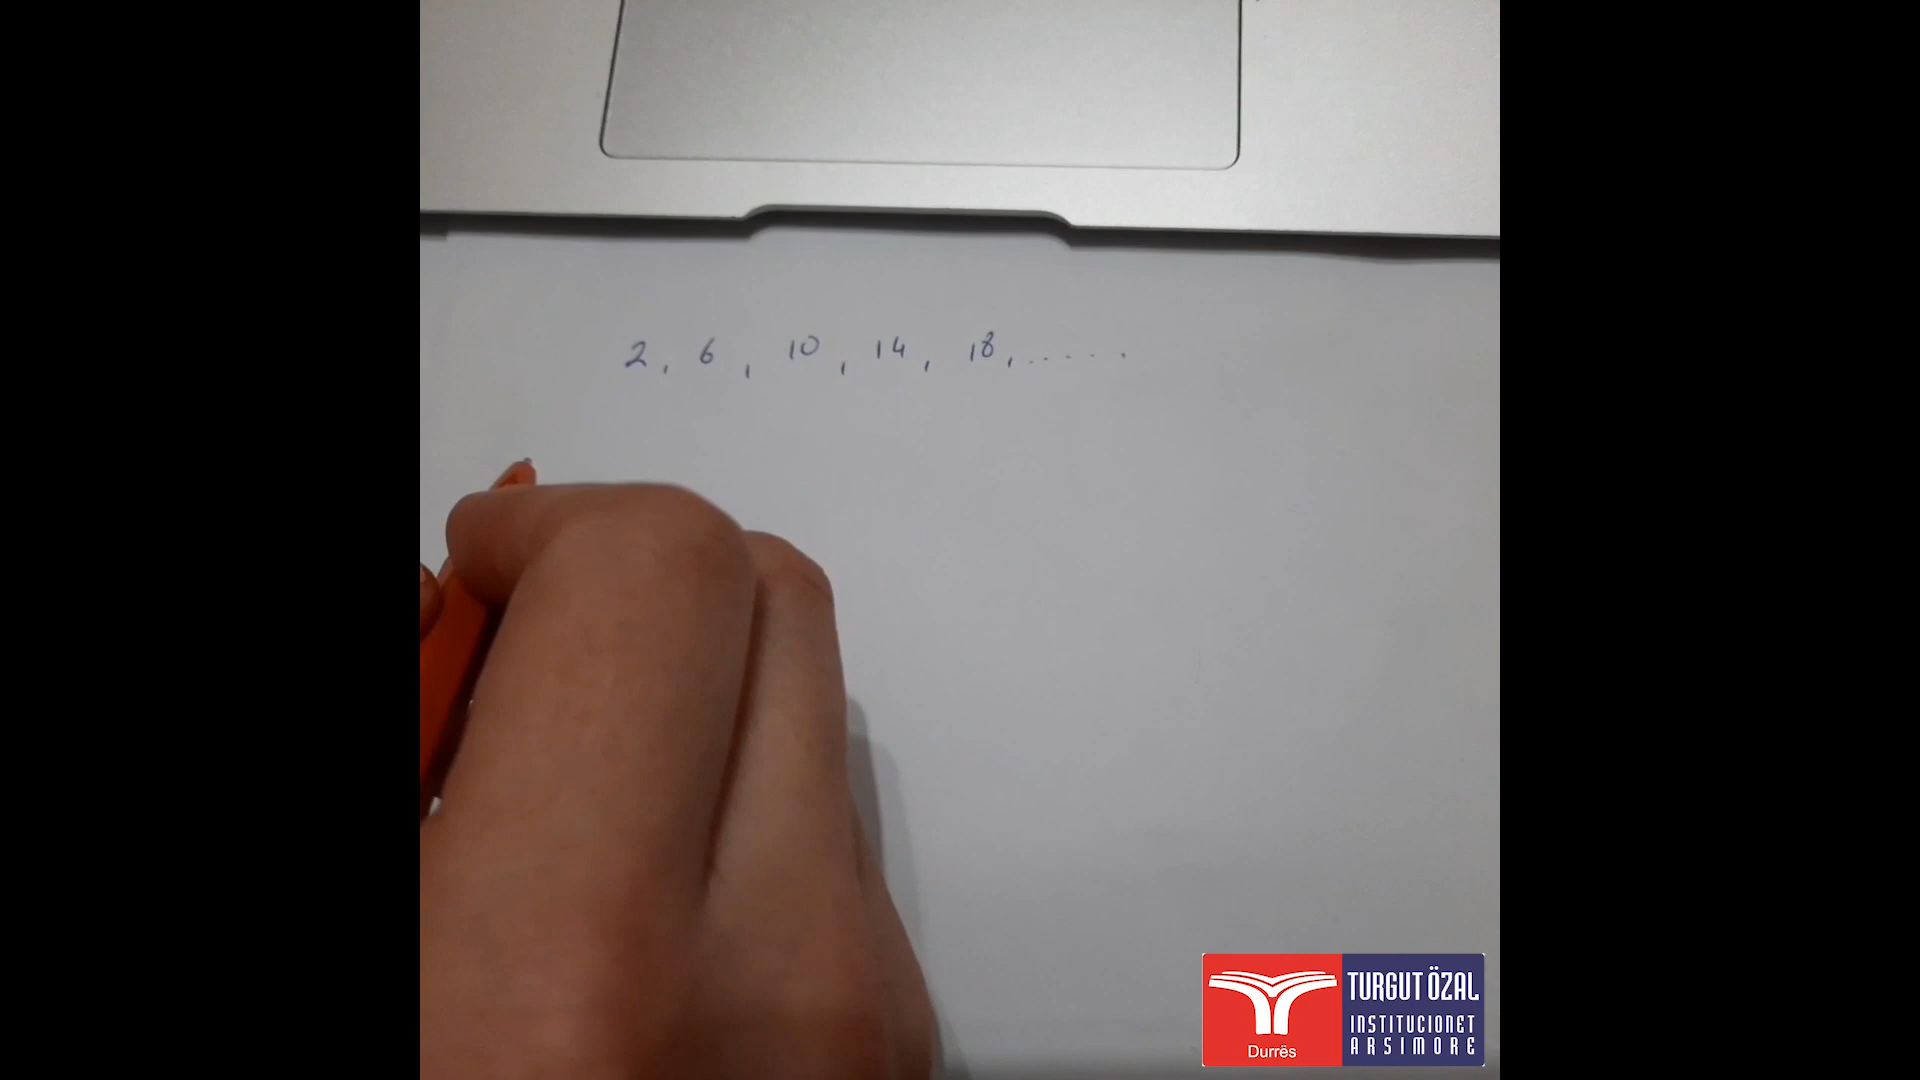 2, 6, 10, 14, 18, ......
TURGUT ÖZAL
INSTITUCIONET
ARSIMORE
Durrës